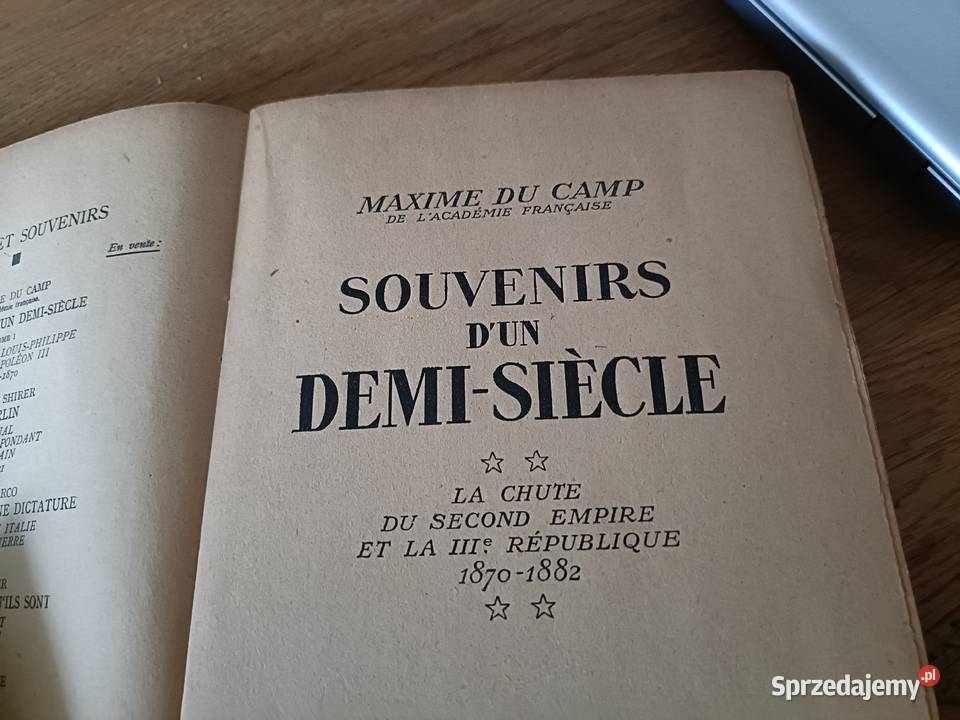 ET SOUVENIRS
En vente :
E DU CAMP
UN DEMI-SIÈCLE
LOUIS-PHILIPPE
POLÉON III
-1870
SHIRER
RLIN
PONDANT
ARCO
NE DICTATURE
ITALIE
ERRE
'ILS SONT
MAXIME DU CAMP
DE L'ACADÉMIE FRANÇAISE
SOUVENIRS
D'UN
DEMI-SIÈCLE
☆ ☆
LA CHUTE
DU SECOND EMPIRE
ET LA IIIe RÉPUBLIQUE
1870-1882
☆ ☆
Sprzedajemy.pl